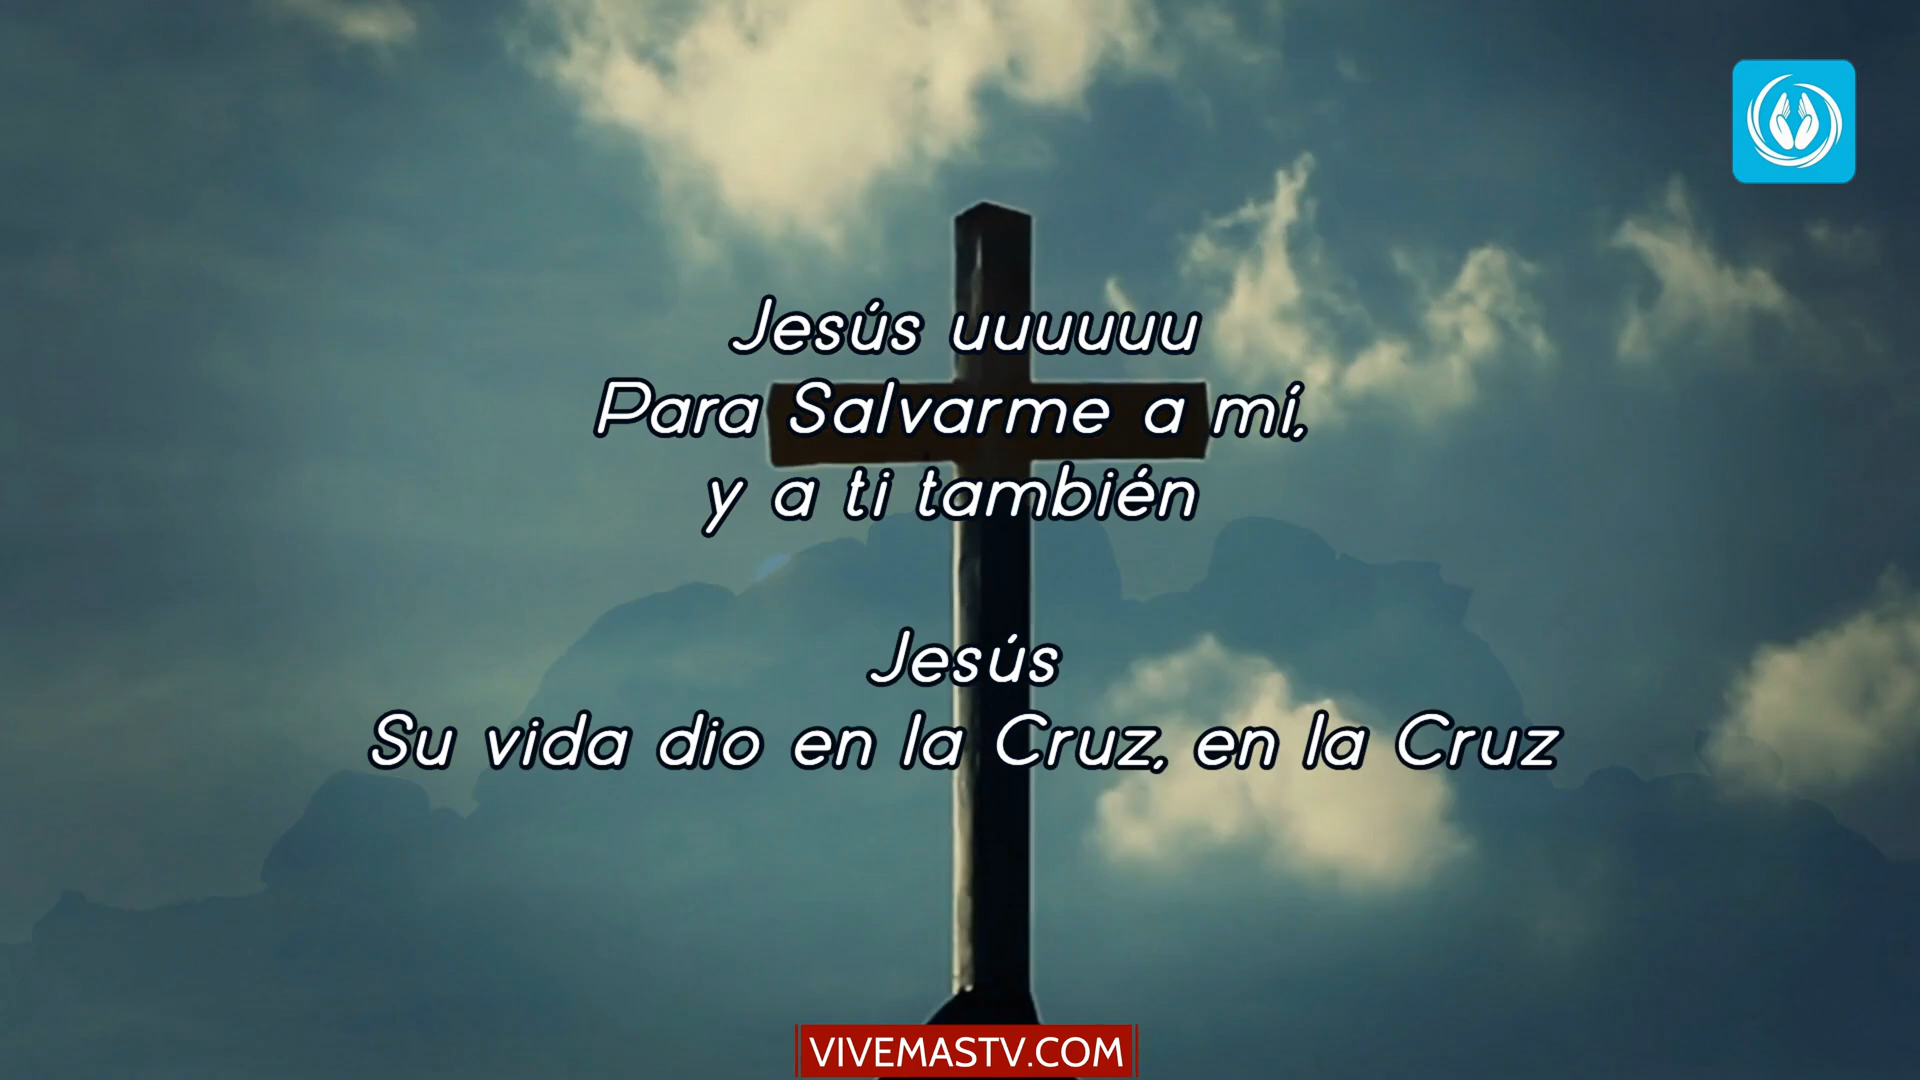 Jesús uuuuuu
Para Salvarme a mí,
y a ti también
Jesús
Su vida dio en la Cruz, en la Cruz
VIVEMASTV.COM